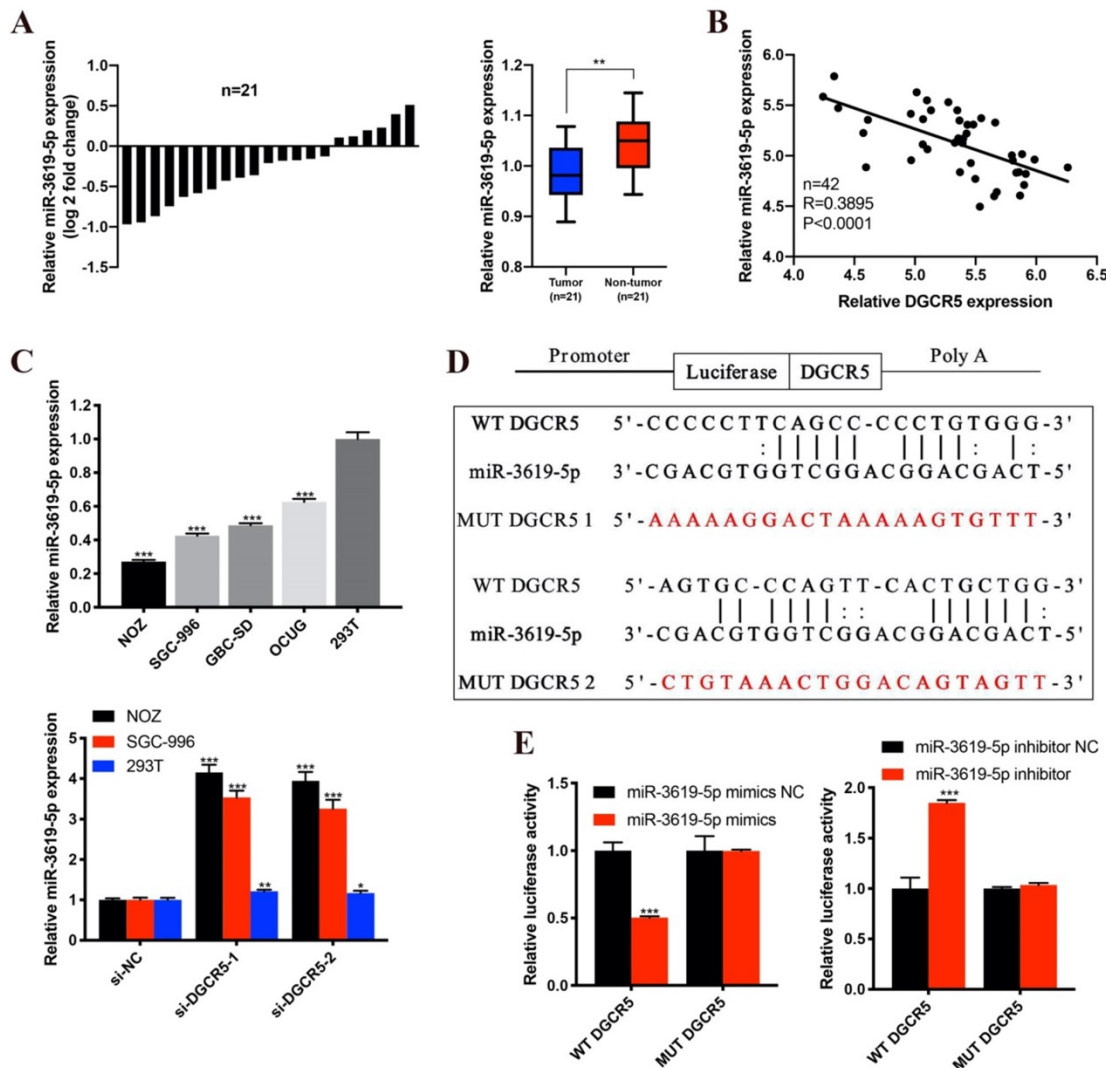 A
Relative miR-3619-5p expression
(log 2 fold change)
1.0
0.5
0.0
-0.5
-1.0
-1.5
n=21
Relative miR-3619-5p expression
1.2
1.1
1.0
0.9
0.8
**
Tumor
(n=21)
Non-tumor
(n=21)
B
Relative miR-3619-5p expression
6.0
5.5
5.0
4.5
4.0
n=42
R=0.3895
P<0.0001
4.0 4.5 5.0 5.5 6.0 6.5
Relative DGCR5 expression
C
Relative miR-3619-5p expression
1.2
1.0
0.8
0.6
0.4
0.2
0.0
*** *** *** ***
NOZ SGC-996 GBC-SD OCUG 293T
NOZ
SGC-996
293T
Relative miR-3619-5p expression
5
4
3
2
1
0
*** *** ** *** *** *
si-NC si-DGCR5-1 si-DGCR5-2
D
Promoter Luciferase DGCR5 Poly A
WT DGCR5 5'-CCCCCTTCAGCC-CCCTGTGGG-3'
miR-3619-5p 3'-CGACGTGGTCGGACGGACGACT-5'
MUT DGCR5 1 5'-AAAAAGGACTAAAAAGTGTTT-3'
WT DGCR5 5'-AGTGC-CCAGTT-CACTGCTGG-3'
miR-3619-5p 3'-CGACGTGGTCGGACGGACGACT-5'
MUT DGCR5 2 5'-CTGTAAACTGGACAGTAGTT-3'
E
Relative luciferase activity
1.5
1.0
0.5
0.0
miR-3619-5p mimics NC
miR-3619-5p mimics
***
WT DGCR5 MUT DGCR5
miR-3619-5p inhibitor NC
miR-3619-5p inhibitor
Relative luciferase activity
2.0
1.5
1.0
0.5
0.0
***
WT DGCR5 MUT DGCR5